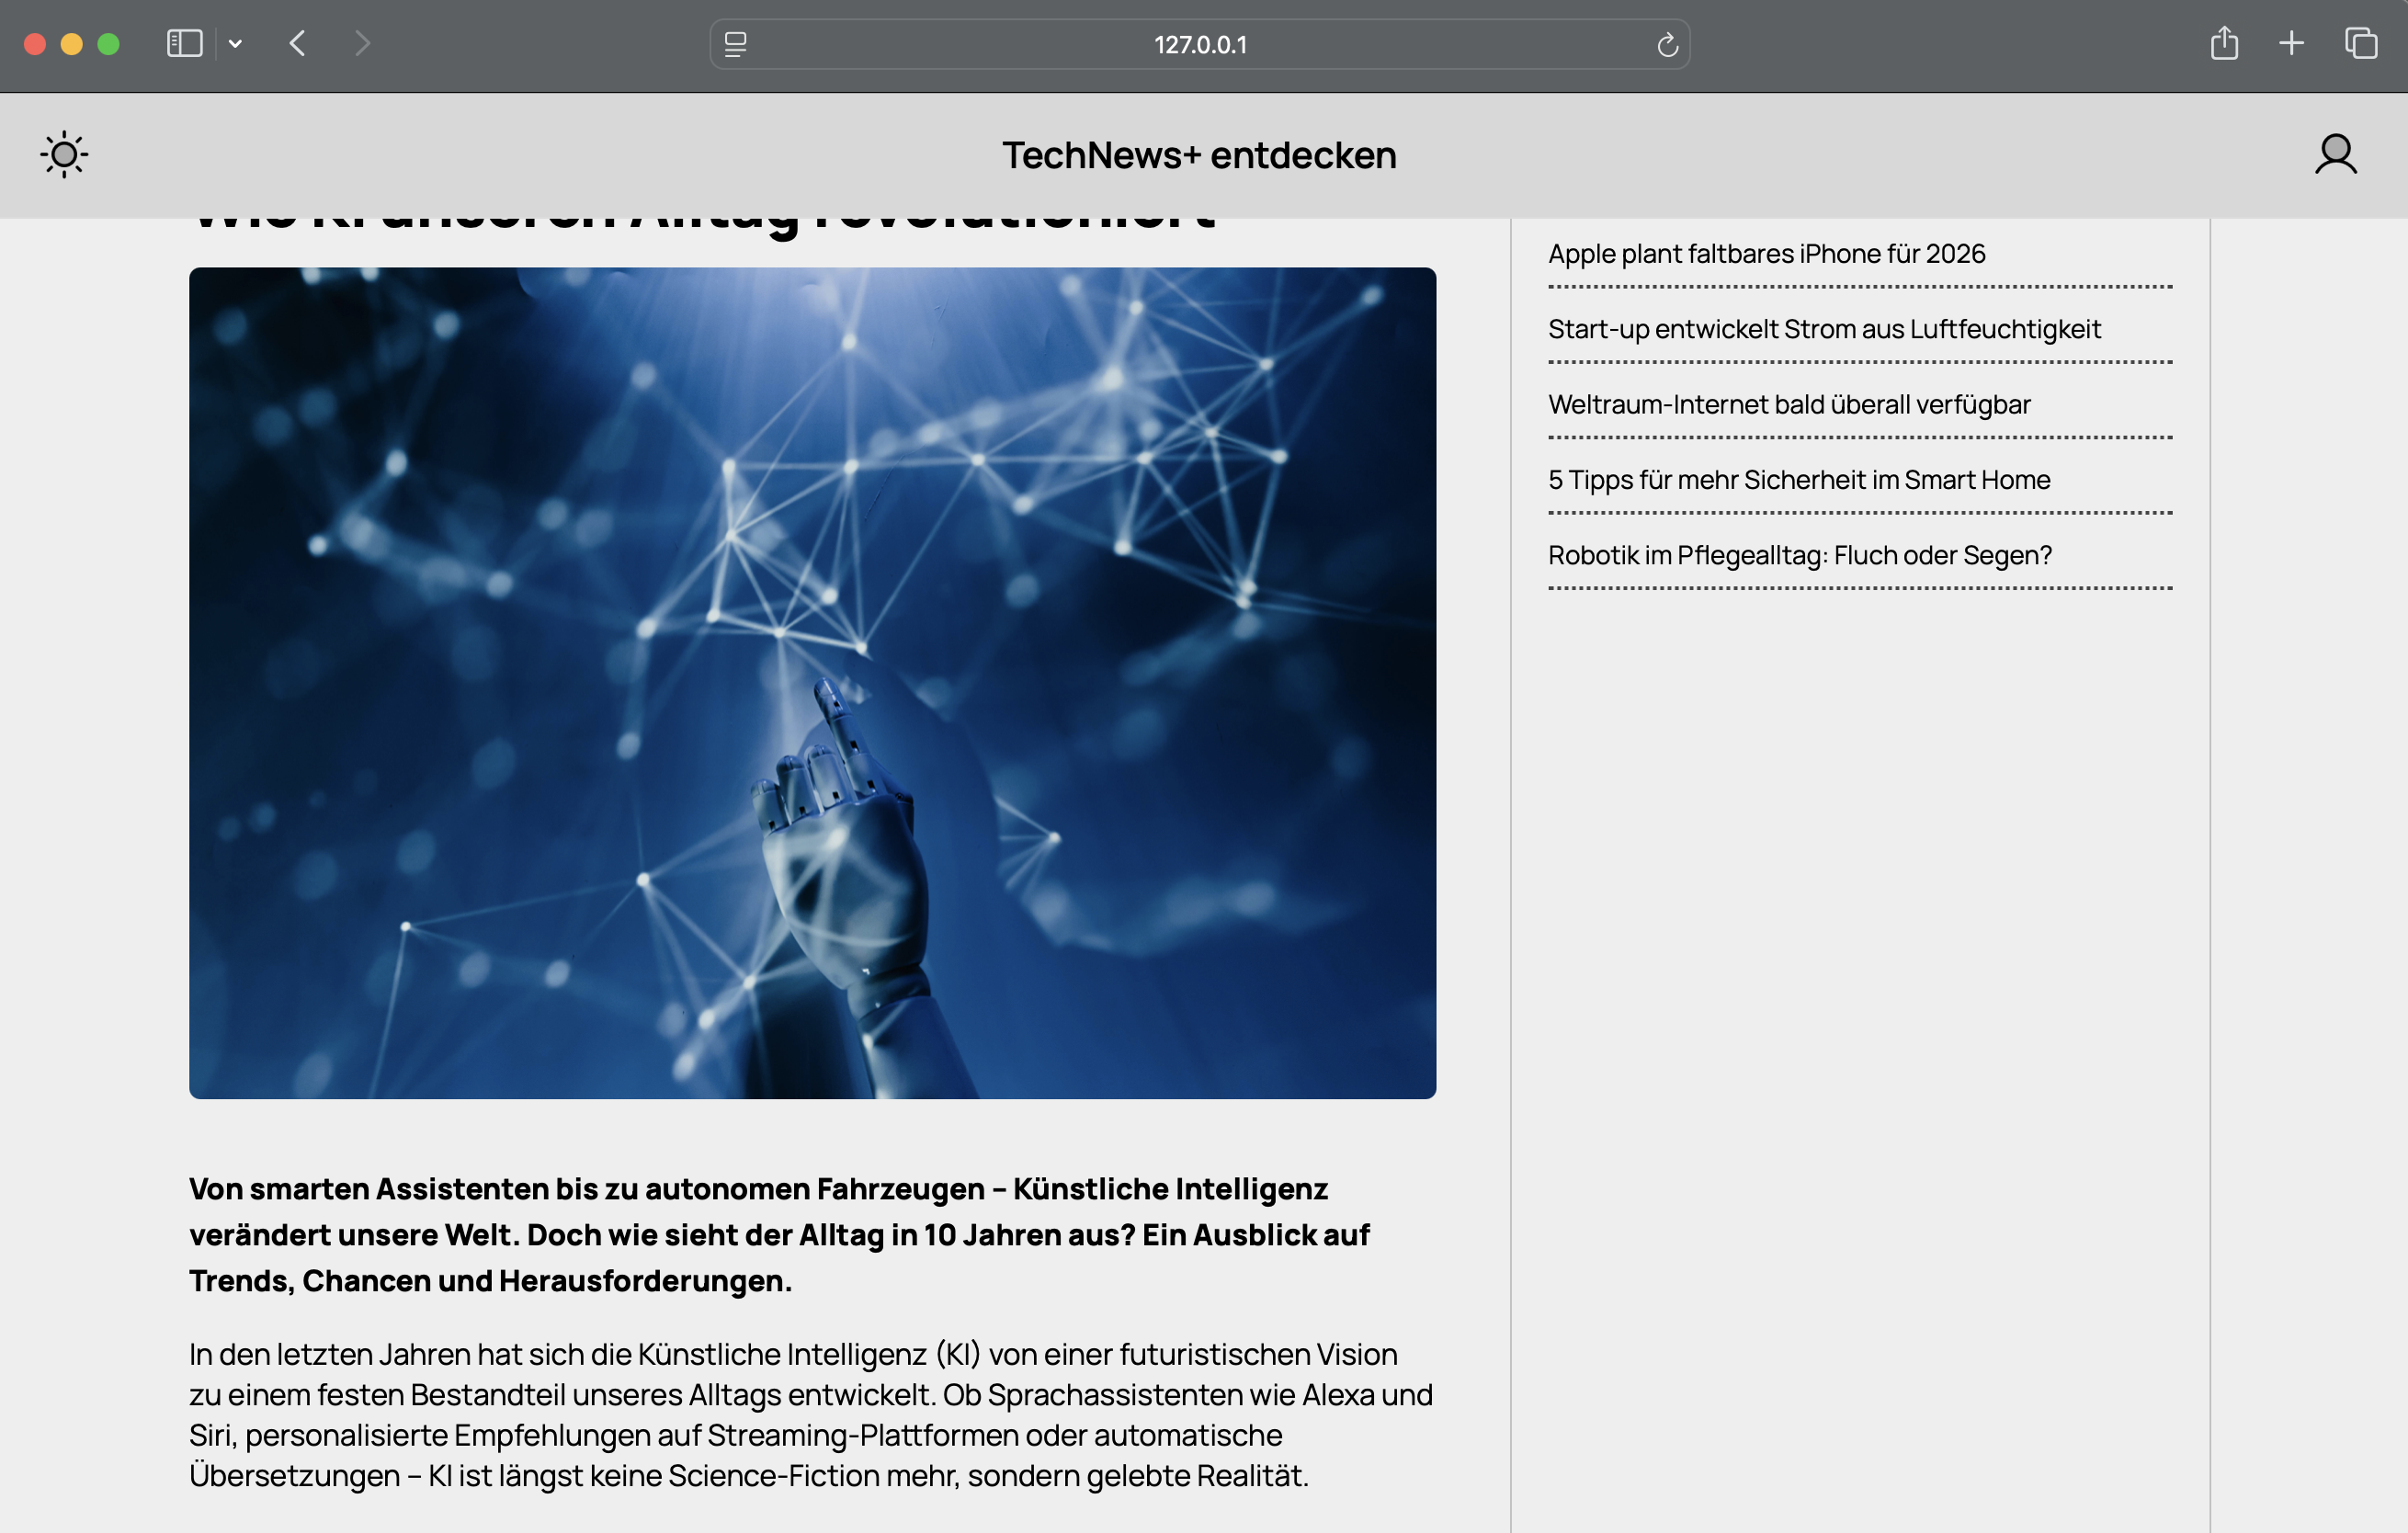 127.0.0.1
TechNews+ entdecken
Wie KI unseren Alltag revolutioniert
Von smarten Assistenten bis zu autonomen Fahrzeugen – Künstliche Intelligenz
verändert unsere Welt. Doch wie sieht der Alltag in 10 Jahren aus? Ein Ausblick auf
Trends, Chancen und Herausforderungen.
In den letzten Jahren hat sich die Künstliche Intelligenz (KI) von einer futuristischen Vision
zu einem festen Bestandteil unseres Alltags entwickelt. Ob Sprachassistenten wie Alexa und
Siri, personalisierte Empfehlungen auf Streaming-Plattformen oder automatische
Übersetzungen – KI ist längst keine Science-Fiction mehr, sondern gelebte Realität.
Apple plant faltbares iPhone für 2026
Start-up entwickelt Strom aus Luftfeuchtigkeit
Weltraum-Internet bald überall verfügbar
5 Tipps für mehr Sicherheit im Smart Home
Robotik im Pflegealltag: Fluch oder Segen?